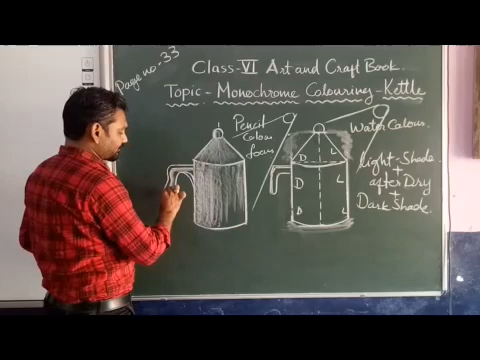 Page no-33
Class-VI Art and Craft Book.
Topic-Monochrome Colouring-Kettle
Pencil
Colour
Water Colour.
Light-Shade
+
after Dry
+
Dark Shade.
D L
D L
D L